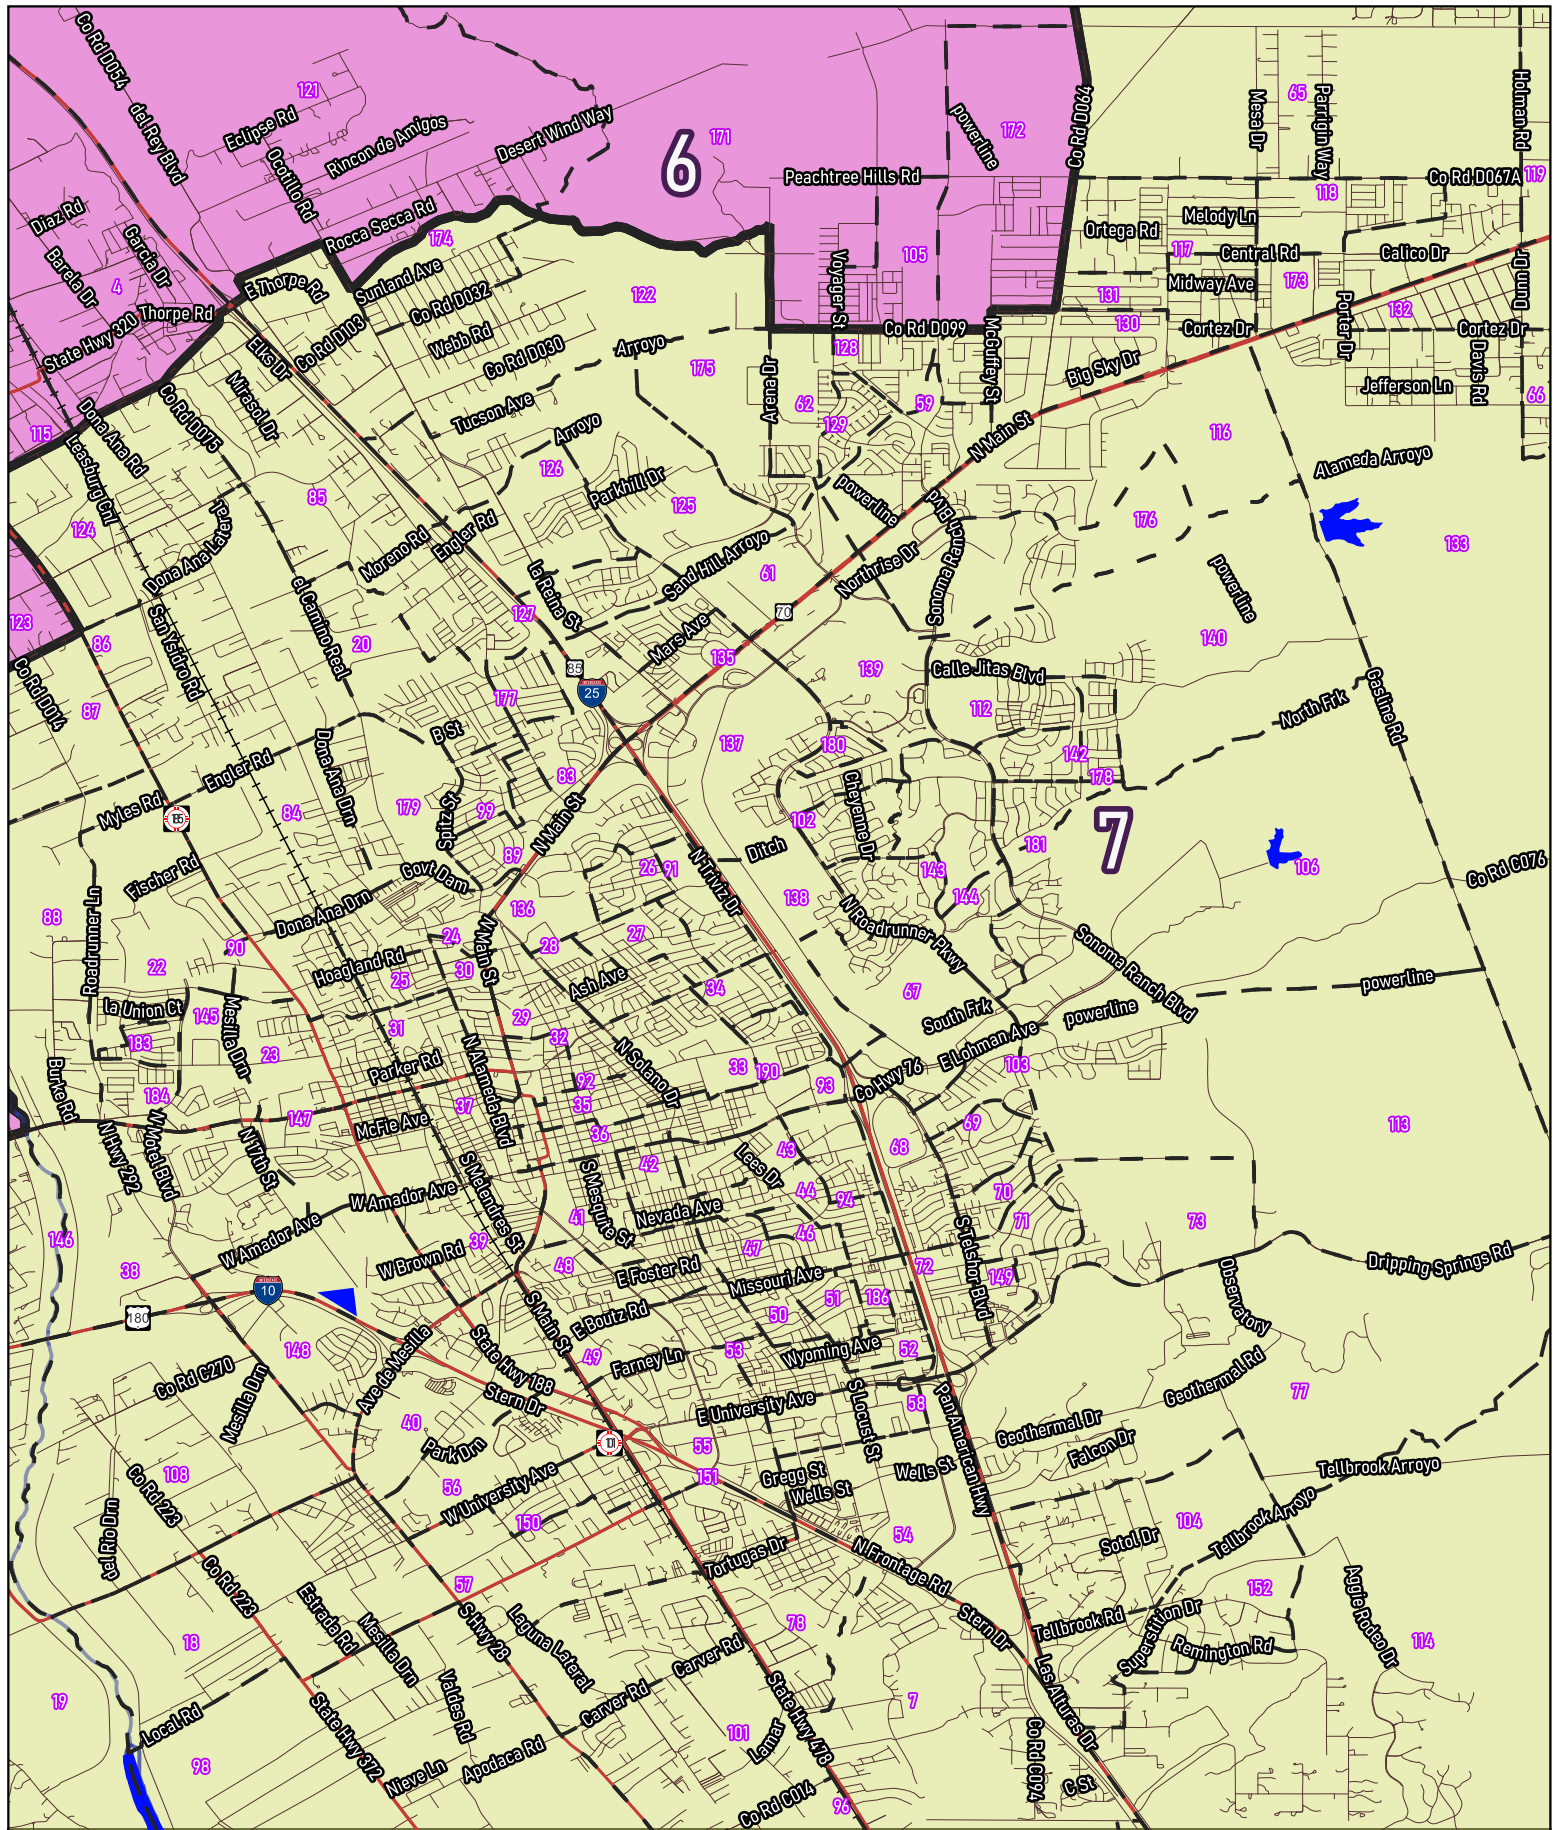 Co Rd D054
121
del Rey Blvd
Eclipse Rd
Ocotillo Rd
Rincon de Amigos
Desert Wind Way
6
171
powerline
172
Co Rd D064
Mesa Dr
65
Parrigin Way
Holman Rd
Peachtree Hills Rd
Co Rd D067A
119
118
Diaz Rd
Garcia Dr
Barela Dr
4
Rocca Secca Rd
174
Melody Ln
Ortega Rd
117
Central Rd
Calico Dr
105
Voyager St
E Thorpe Rd
Sunland Ave
Midway Ave
173
Dunn Dr
Thorpe Rd
State Hwy 320
Co Rd D032
122
131
130
132
Porter Dr
Cortez Dr
Cortez Dr
Co Rd D099
McGuffey St
Elks Dr
Co Rd D103
Webb Rd
Co Rd D030
Arroyo
175
128
Jgren Ave
Big Sky Dr
Jefferson Ln
Davis Rd
66
Co Rd D075
Mirasol Dr
Tucson Ave
62
59
129
N Main St
116
115
Dona Ana Rd
Leasburg Cnl
Arroyo
126
Parkhill Dr
125
Alameda Arroyo
85
124
powerline
Sonoma Ranch Blvd
176
133
Dona Ana Lateral
Moreno Rd
Engler Rd
la Reina St
Sand Hill Arroyo
61
Northrise Dr
powerline
123
86
San Ysidro Rd
el Camino Real
20
127
70
Mars Ave
135
140
139
Calle Jitas Blvd
Co Rd D014
87
85
25
177
112
Gasline Rd
North Frk
B St
Dona Ana Drn
137
180
142
178
Engler Rd
83
Myles Rd
185
84
179
99
Spitz St
N Main St
102
Cheyenne Dr
7
181
106
Co Rd C076
89
Fischer Rd
Govt Dam
26
91
N Triviz Dr
Ditch
143
144
138
88
Roadrunner Ln
Dona Ana Drn
136
90
24
N Main St
28
27
N Roadrunner Pkwy
Sonoma Ranch Blvd
22
Hoagland Rd
25
30
Ash Ave
34
67
powerline
la Union Ct
145
Mesilla Drn
31
29
South Frk
powerline
183
23
32
N Solano Dr
E Lohman Ave
103
Burke Rd
Parker Rd
N Alameda Blvd
33
190
93
Co Hwy 76
184
92
35
147
37
McFie Ave
36
69
113
N Hwy 292
W Motel Blvd
N 17th St
68
43
42
Lees Dr
S Melendres St
S Mesquite St
44
94
70
W Amador Ave
41
Nevada Ave
71
73
146
W Amador Ave
39
46
47
S Telshor Blvd
38
W Brown Rd
48
E Foster Rd
Missouri Ave
72
149
Dripping Springs Rd
10
180
S Main St
E Boutz Rd
51
186
50
Observatory
148
Ave de Mesilla
State Hwy 188
49
Farney Ln
53
Wyoming Ave
52
Co Rd C270
Mesilla Drn
Stern Dr
S Locust St
58
Geothermal Rd
77
40
E University Ave
Pan American Hwy
Geothermal Dr
Park Drn
101
55
Falcon Dr
108
Co Rd 223
56
W University Ave
151
Gregg St
Wells St
Wells St
Tellbrook Arroyo
del Rio Drn
150
54
104
Sotol Dr
Tellbrook Arroyo
Tortugas Dr
N Frontage Rd
Co Rd 223
57
152
Estrada Rd
Mesilla Drn
S Hwy 28
Laguna Lateral
78
Stern Dr
Tellbrook Rd
Superstition Dr
Remington Rd
Aggie Rodeo Dr
18
114
Carver Rd
Las Alturas Dr
19
Local Rd
State Hwy 372
Valdes Rd
Carver Rd
State Hwy 478
7
101
Lamar
Co Rd C094
98
Nieve Ln
Apodaca Rd
C St
Co Rd C014
96